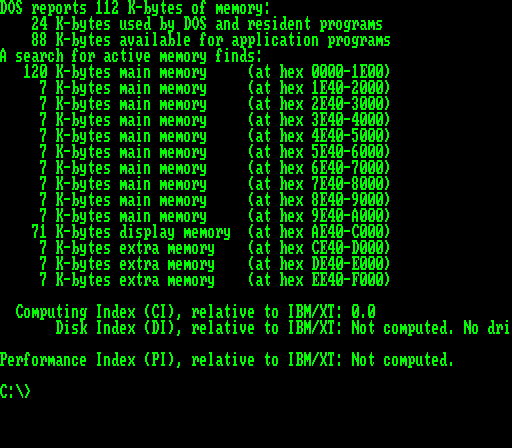 DOS reports 112 K-bytes of memory:
24 K-bytes used by DOS and resident programs
88 K-bytes available for application programs
A search for active memory finds:
120 K-bytes main memory (at hex 0000-1E00)
7 K-bytes main memory (at hex 1E40-2000)
7 K-bytes main memory (at hex 2E40-3000)
7 K-bytes main memory (at hex 3E40-4000)
7 K-bytes main memory (at hex 4E40-5000)
7 K-bytes main memory (at hex 5E40-6000)
7 K-bytes main memory (at hex 6E40-7000)
7 K-bytes main memory (at hex 7E40-8000)
7 K-bytes main memory (at hex 8E40-9000)
7 K-bytes main memory (at hex 9E40-A000)
71 K-bytes display memory (at hex AE40-C000)
7 K-bytes extra memory (at hex CE40-D000)
7 K-bytes extra memory (at hex DE40-E000)
7 K-bytes extra memory (at hex EE40-F000)
Computing Index (CI), relative to IBM/XT: 0.0
Disk Index (DI), relative to IBM/XT: Not computed. No dri
Performance Index (PI), relative to IBM/XT: Not computed.
C:\>